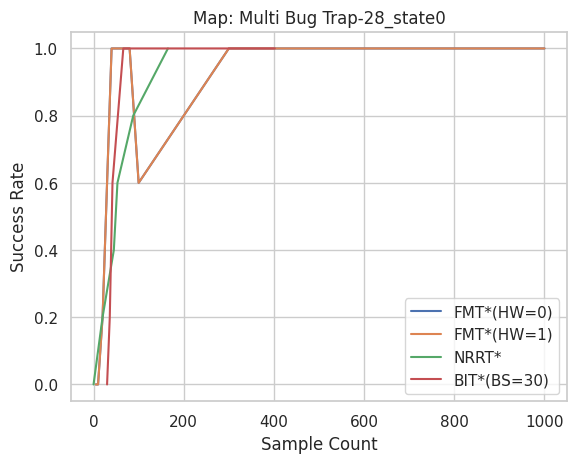 Map: Multi Bug Trap-28_state0
Success Rate
1.0
0.8
0.6
0.4
0.2
0.0
0 200 400 600 800 1000
Sample Count
FMT*(HW=0)
FMT*(HW=1)
NRRT*
BIT*(BS=30)